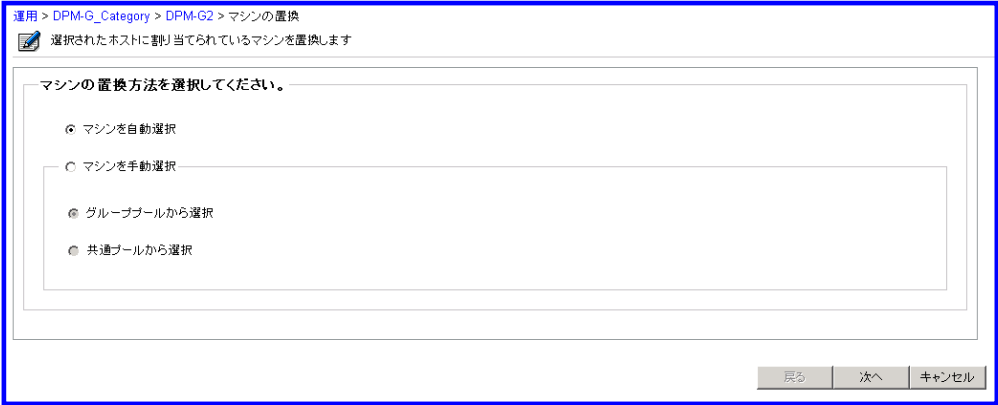 運用 > DPM-G_Category > DPM-G2 > マシンの置換
選択されたホストに割り当てられているマシンを置換します
マシンの置換方法を選択してください。
マシンを自動選択
マシンを手動選択
グループプールから選択
共通プールから選択
戻る 次へ キャンセル